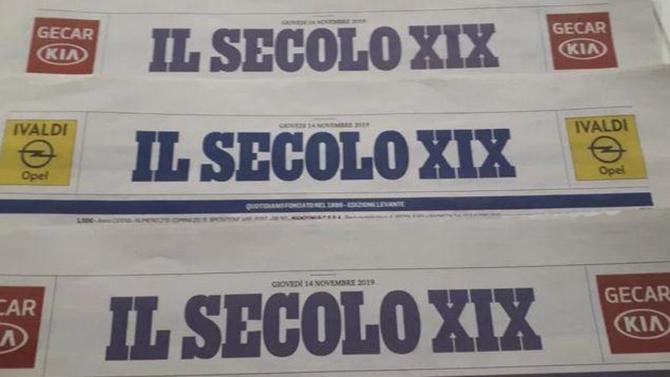 GECAR
KIA
GIOVEDÌ 14 NOVEMBRE 2019
IL SECOLO XIX
GECAR
KIA
IVALDI
Opel
GIOVEDÌ 14 NOVEMBRE 2019
IL SECOLO XIX
IVALDI
Opel
QUOTIDIANO FONDATO NEL 1886 - EDIZIONE LEVANTE
GECAR
KIA
GIOVEDÌ 14 NOVEMBRE 2019
IL SECOLO XIX
GECAR
KIA